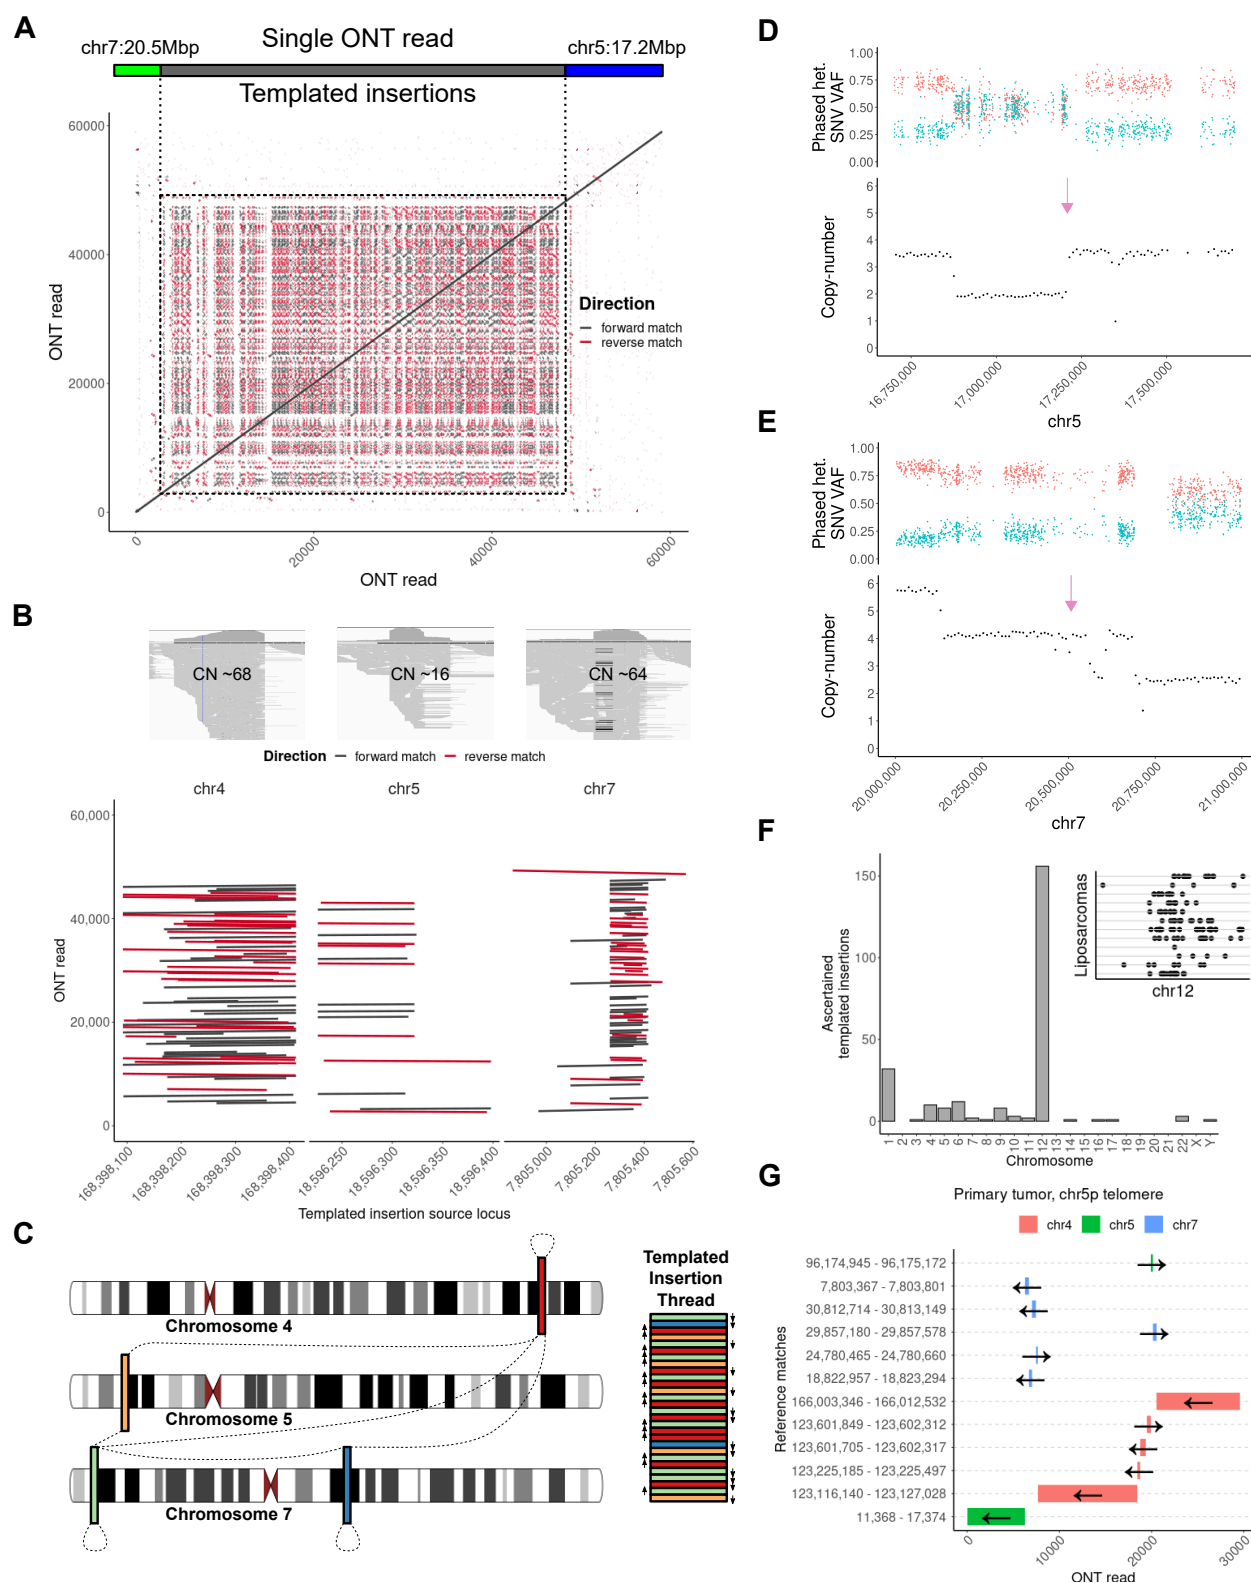 A
Single ONT read
chr7:20.5Mbp
chr5:17.2Mbp
Templated insertions
60000
40000
20000
0
ONT read
0
20000
40000
60000
ONT read
Direction
forward match
reverse match
B
CN ~68
CN ~16
CN ~64
Direction
forward match
reverse match
chr4
chr5
chr7
60,000
40,000
20,000
0
ONT read
168,398,100
168,398,200
168,398,300
168,398,400
18,596,250
18,596,300
18,596,350
18,596,400
7,805,000
7,805,200
7,805,400
7,805,600
Templated insertion source locus
C
Chromosome 4
Chromosome 5
Chromosome 7
Templated
Insertion
Thread
D
Phased het.
SNV VAF
1.00
0.75
0.50
0.25
0.00
Copy-number
6
5
4
3
2
1
0
16,750,000
17,000,000
17,250,000
17,500,000
chr5
E
Phased het.
SNV VAF
1.00
0.75
0.50
0.25
0.00
Copy-number
6
5
4
3
2
1
0
20,000,000
20,250,000
20,500,000
20,750,000
21,000,000
chr7
F
Ascertained
templated insertions
150
100
50
0
1
2
3
4
5
6
7
8
9
10
11
12
13
14
15
16
17
18
19
20
21
22
X
Y
Chromosome
Liposarcomas
chr12
G
Primary tumor, chr5p telomere
chr4
chr5
chr7
Reference matches
96,174,945 - 96,175,172
7,803,367 - 7,803,801
30,812,714 - 30,813,149
29,857,180 - 29,857,578
24,780,465 - 24,780,660
18,822,957 - 18,823,294
166,003,346 - 166,012,532
123,601,849 - 123,602,312
123,601,705 - 123,602,317
123,225,185 - 123,225,497
123,116,140 - 123,127,028
11,368 - 17,374
0
10000
20000
30000
ONT read